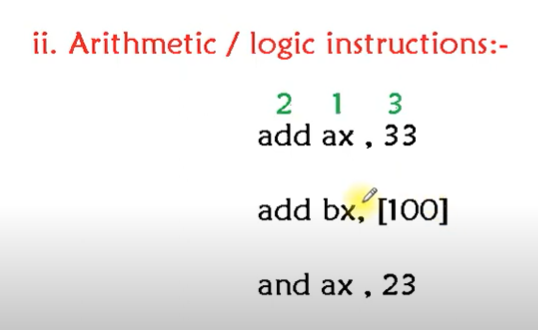 ii. Arithmetic / logic instructions:-
2 1 3
add ax , 33
add bx, [100]
and ax , 23